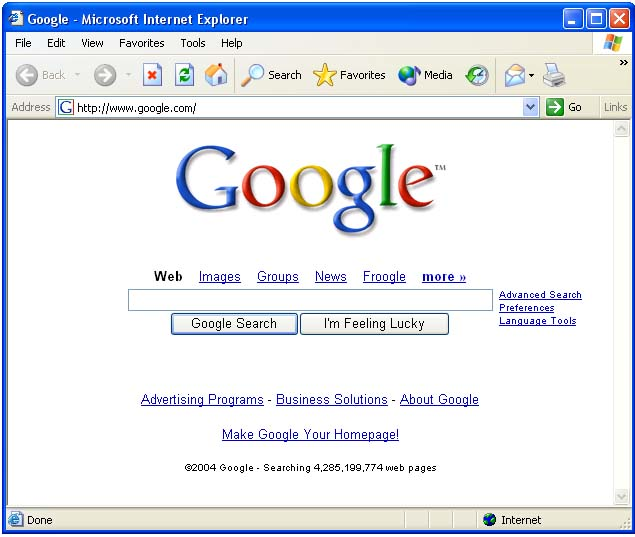 Google - Microsoft Internet Explorer
File Edit View Favorites Tools Help
Back Search Favorites Media »
Address http://www.google.com/ Go Links
Google™
Web Images Groups News Froogle more »
Advanced Search
Preferences
Language Tools
Google Search I'm Feeling Lucky
Advertising Programs - Business Solutions - About Google
Make Google Your Homepage!
©2004 Google - Searching 4,285,199,774 web pages
Done Internet